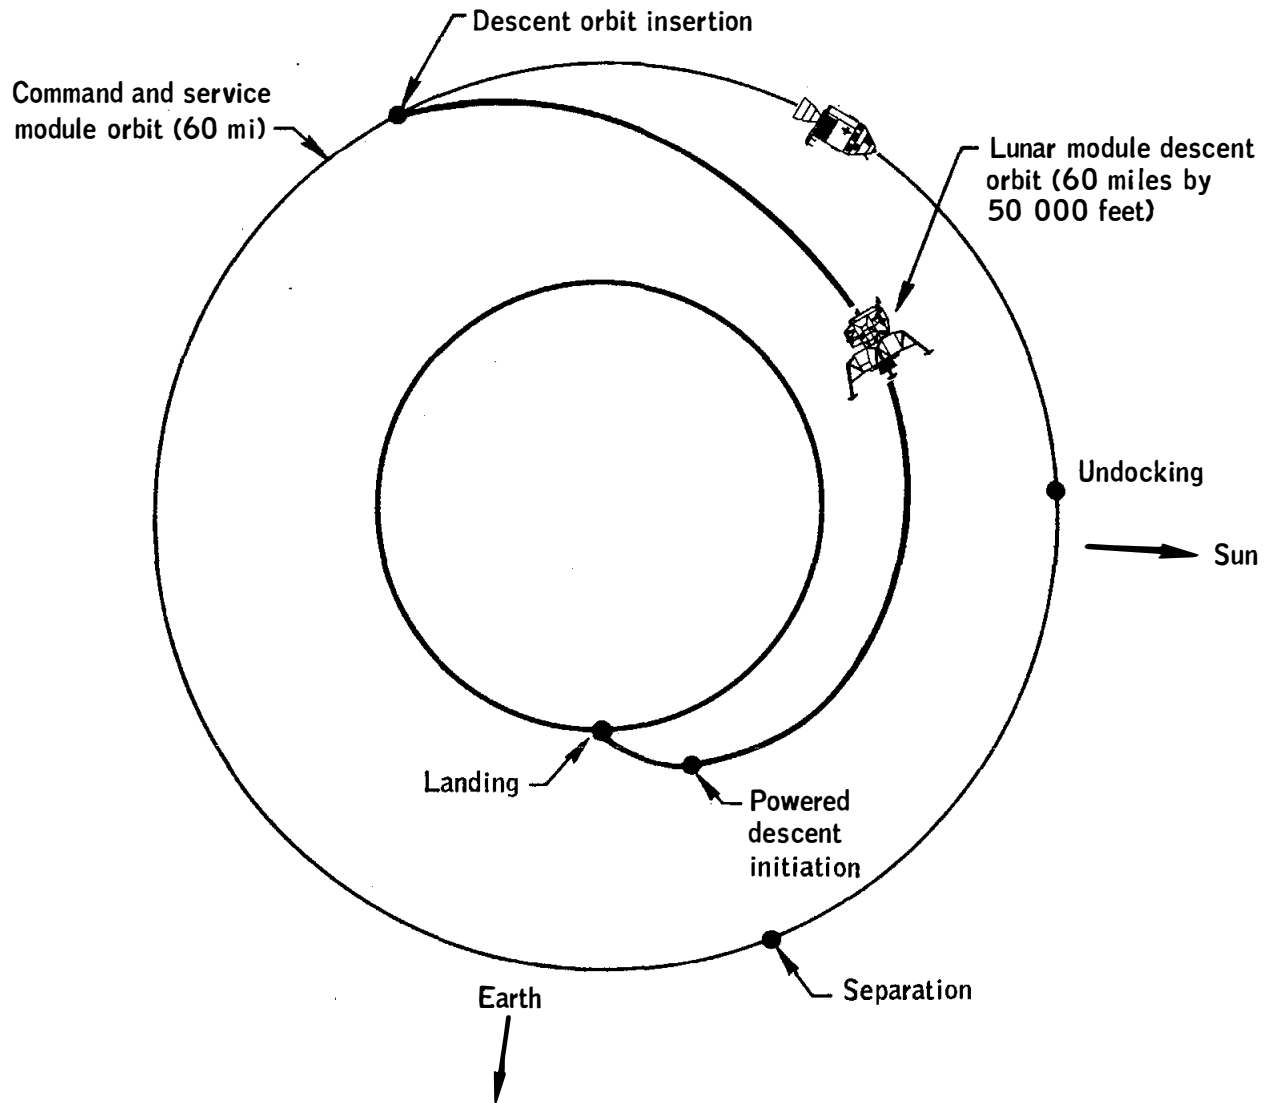 Descent orbit insertion
Command and service
module orbit (60 mi)
Lunar module descent
orbit (60 miles by
50 000 feet)
Undocking
Sun
Landing
Powered
descent
initiation
Separation
Earth